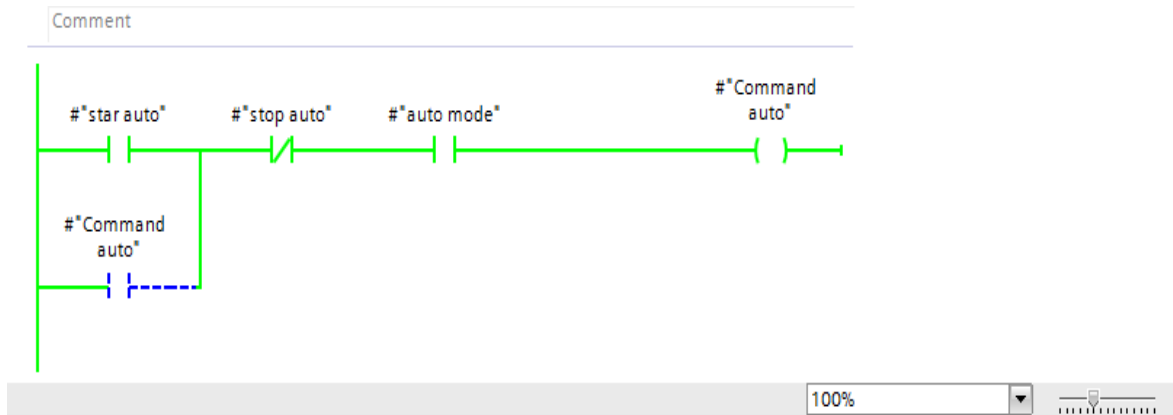 Comment
#"star auto" #"stop auto" #"auto mode" #"Command
auto"
#"Command
auto"
100%